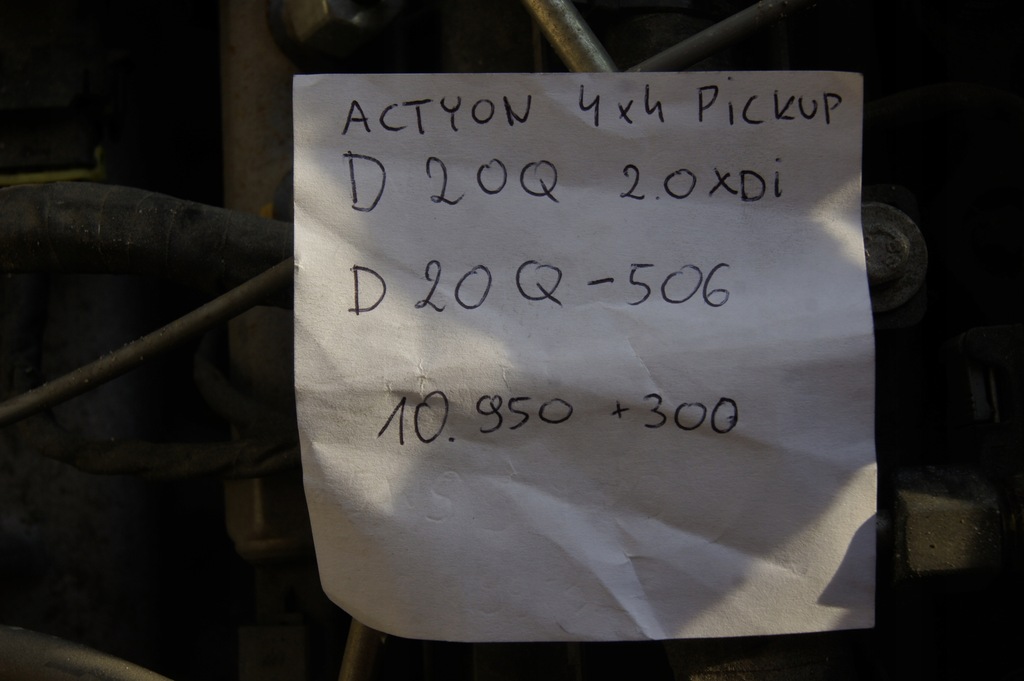 ACTYON 4x4 PiCKUP
D 20Q 2.0XDi
D 20Q - 506
10.950 + 300